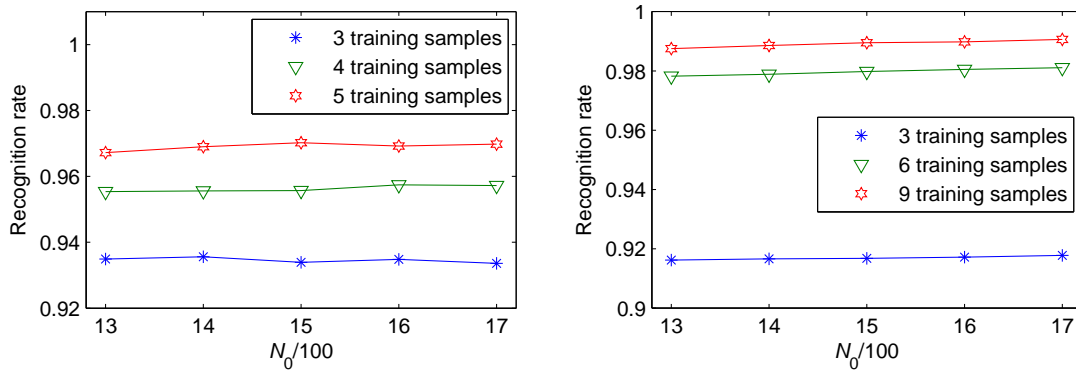 Recognition rate
1
0.98
0.96
0.94
0.92
3 training samples
4 training samples
5 training samples
13 14 15 16 17
N0/100
Recognition rate
1
0.98
0.96
0.94
0.92
0.9
3 training samples
6 training samples
9 training samples
13 14 15 16 17
N0/100